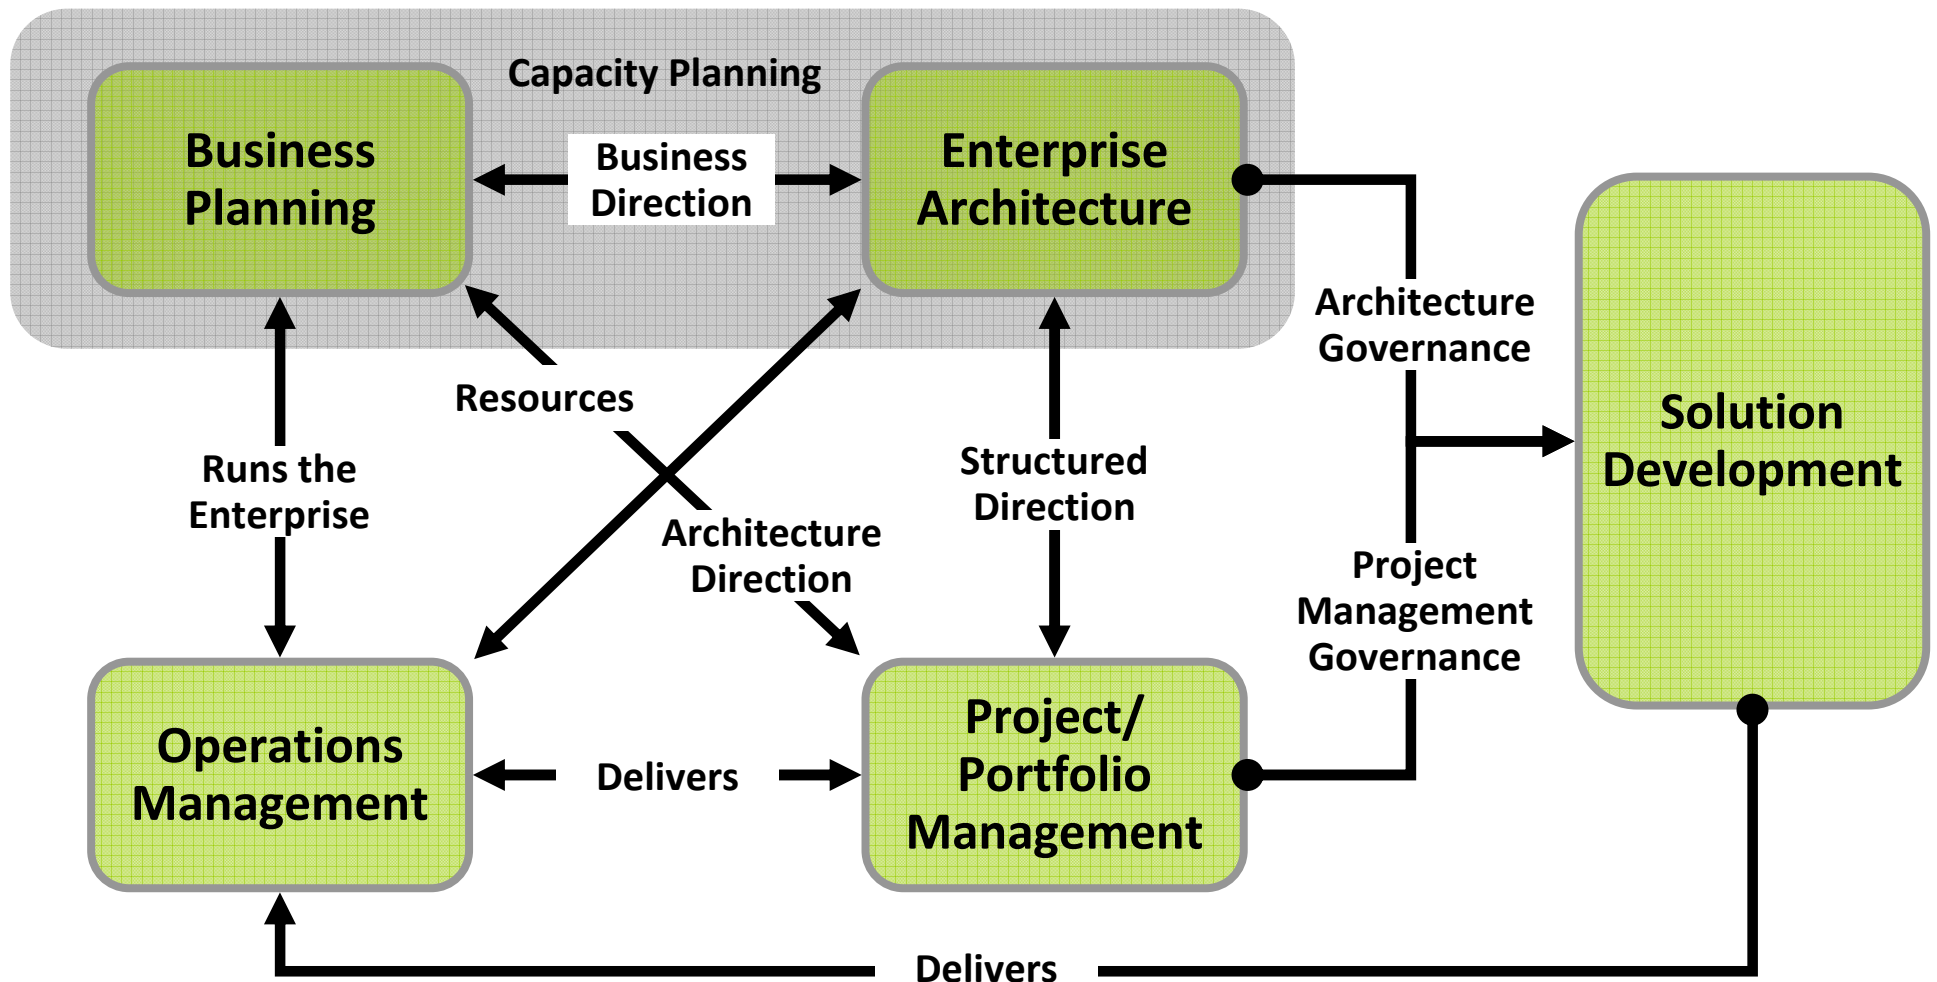 Capacity Planning
Business
Planning
Business
Direction
Enterprise
Architecture
Architecture
Governance
Resources
Runs the
Enterprise
Structured
Direction
Architecture
Direction
Solution
Development
Project
Management
Governance
Operations
Management
Delivers
Project/
Portfolio
Management
Delivers